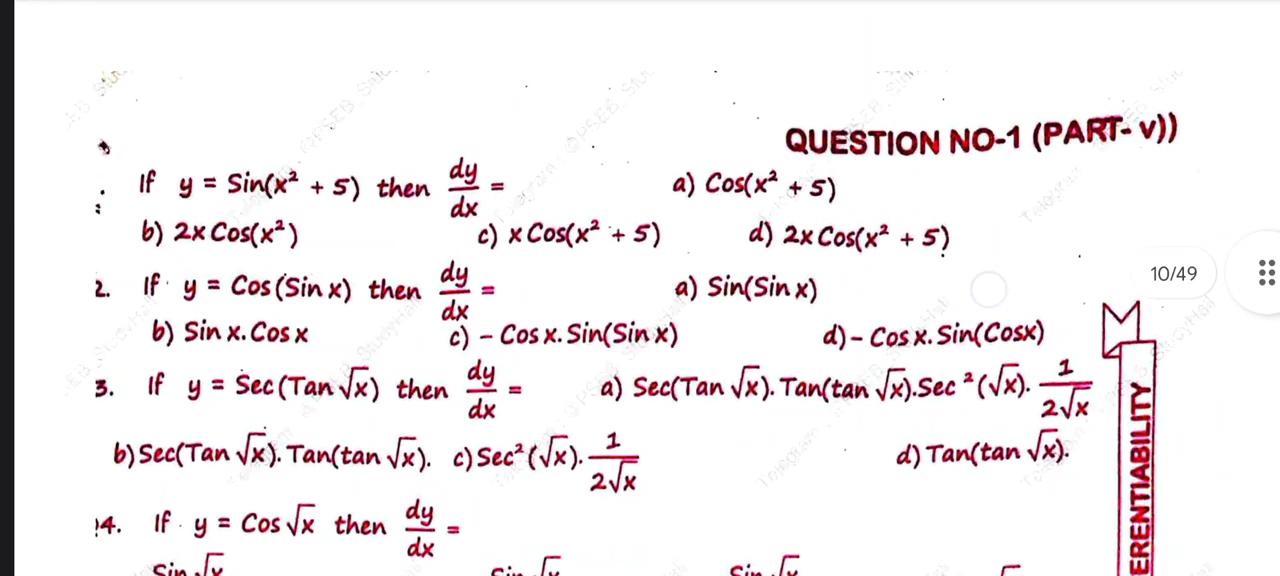 QUESTION NO-1 (PART- v))
. If y = Sin(x² + 5) then dy/dx = a) Cos(x² + 5)
b) 2x Cos(x²) c) x Cos(x² + 5) d) 2x Cos(x² + 5)
2. If y = Cos (Sin x) then dy/dx = a) Sin(Sin x)
b) Sin x. Cos x c) - Cos x. Sin(Sin x) d) - Cos x. Sin(Cosx)
3. If y = Sec (Tan √x) then dy/dx = a) Sec(Tan √x). Tan(tan √x).Sec ²(√x). 1/2√x
b) Sec(Tan √x). Tan(tan √x). c) Sec² (√x). 1/2√x d) Tan(tan √x).
14. If y = Cos √x then dy/dx =
10/49
ERENTIABILITY